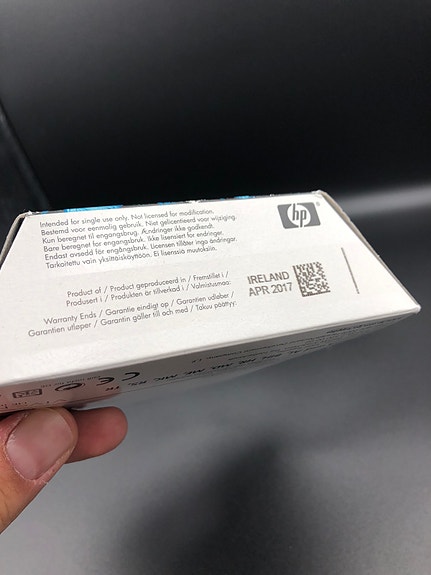 Intended for single use only. Not licensed for modification.
Bestemd voor eenmalig gebruik. Niet gelicentieerd voor wijziging.
Kun beregnet til engangsbrug. Ændringer ikke godkendt.
Bare beregnet for engangsbruk. Ikke lisensiert for endringer.
Endast avsedd för engångsbruk. Licensen tillåter inga ändringar.
Tarkoitettu vain yksittäiskäyttöön. Ei lisenssiä muutoksiin.
hp
Product of / Product geproduceerd in / Fremstillet i /
Produsert i / Produkten är tillverkad i / Valmistusmaa:
IRELAND
APR 2017
Warranty Ends / Garantie eindigt op / Garantien udløber /
Garantien utløper / Garantin gäller till och med / Takuu päättyy:
CE